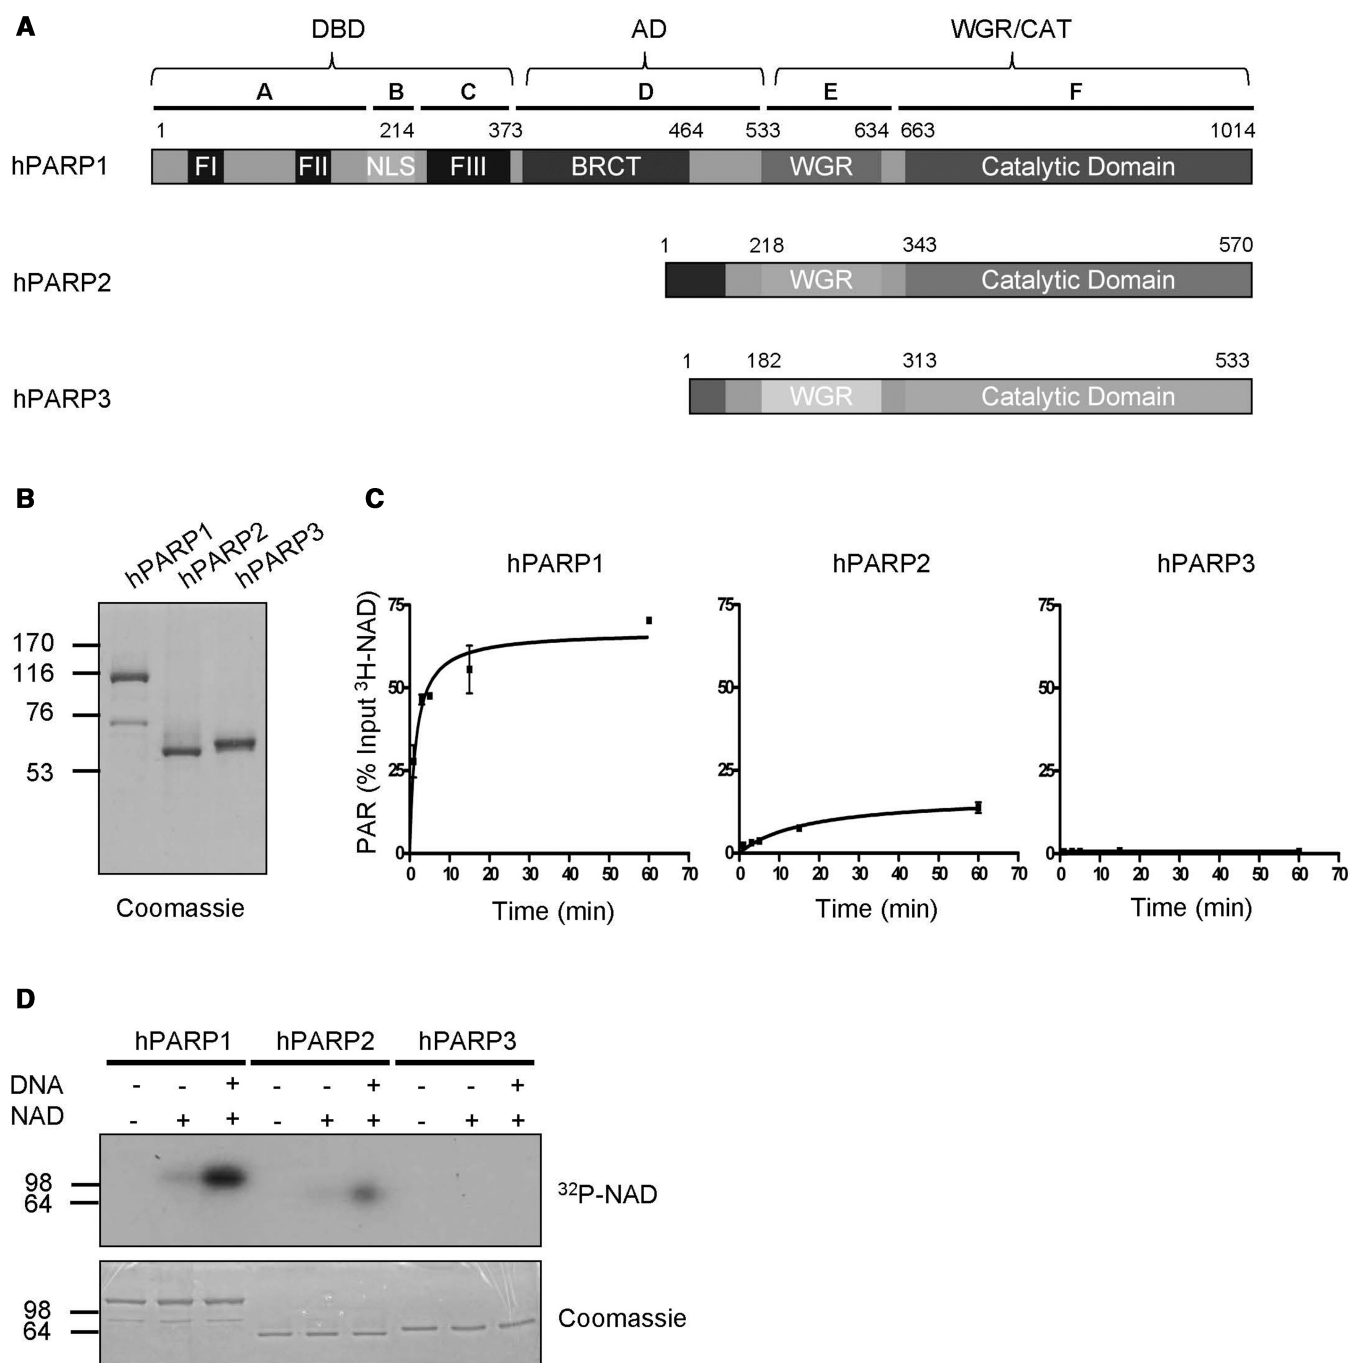 A
DBD AD WGR/CAT
A B C D E F
1 214 373 464 533 634 663 1014
hPARP1 FI FII NLS FIII BRCT WGR Catalytic Domain
1 218 343 570
hPARP2 WGR Catalytic Domain
1 182 313 533
hPARP3 WGR Catalytic Domain
B
hPARP1 hPARP2 hPARP3
170
116
76
53
Coomassie
C
hPARP1 hPARP2 hPARP3
PAR (% Input ³H-NAD)
75
50
25
0
0 10 20 30 40 50 60 70
Time (min)
75
50
25
0
0 10 20 30 40 50 60 70
Time (min)
75
50
25
0
0 10 20 30 40 50 60 70
Time (min)
D
hPARP1 hPARP2 hPARP3
DNA - - + - - + - - +
NAD - + + - + + - + +
98
64
³²P-NAD
98
64
Coomassie